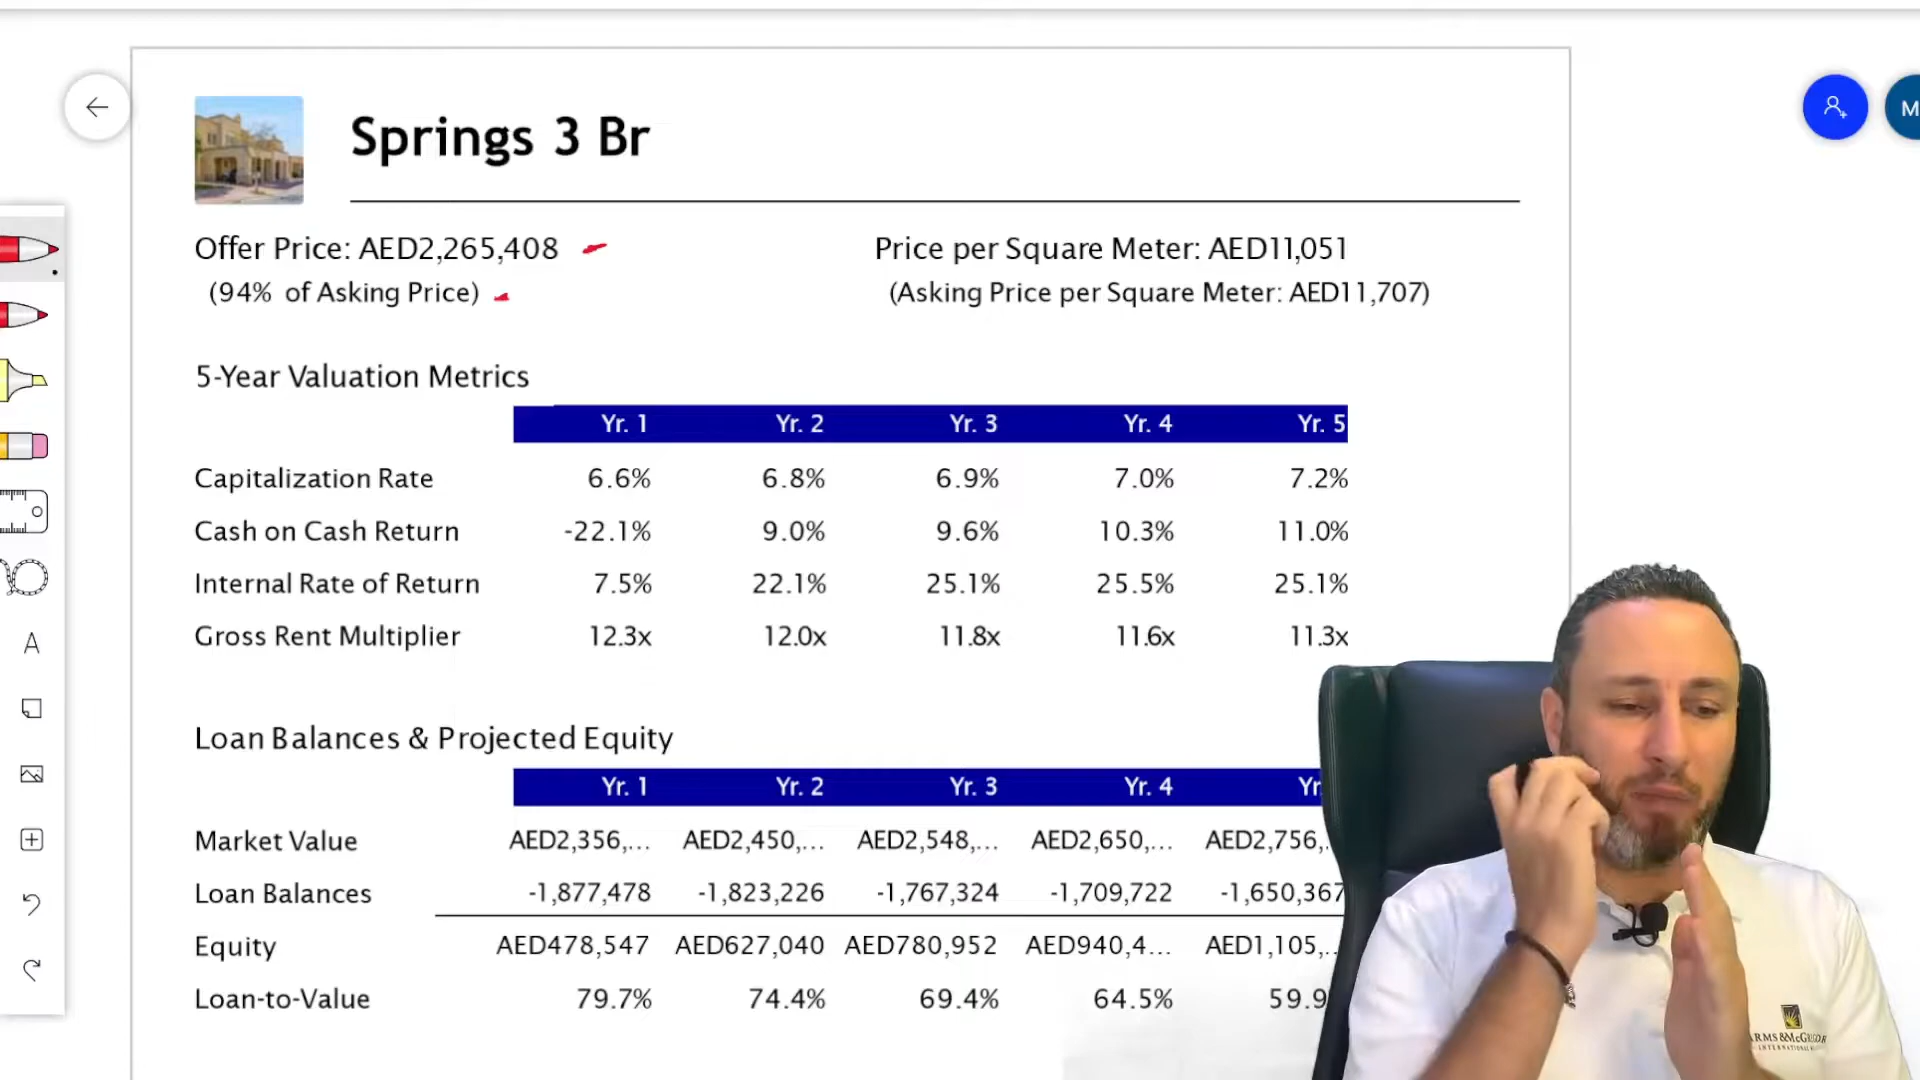 Springs 3 Br
Offer Price: AED2,265,408
(94% of Asking Price)
Price per Square Meter: AED11,051
(Asking Price per Square Meter: AED11,707)
5-Year Valuation Metrics
Yr. 1 Yr. 2 Yr. 3 Yr. 4 Yr. 5
Capitalization Rate 6.6% 6.8% 6.9% 7.0% 7.2%
Cash on Cash Return -22.1% 9.0% 9.6% 10.3% 11.0%
Internal Rate of Return 7.5% 22.1% 25.1% 25.5% 25.1%
Gross Rent Multiplier 12.3x 12.0x 11.8x 11.6x 11.3x
Loan Balances & Projected Equity
Yr. 1 Yr. 2 Yr. 3 Yr. 4 Yr
Market Value AED2,356,... AED2,450,... AED2,548,... AED2,650,... AED2,756,.
Loan Balances -1,877,478 -1,823,226 -1,767,324 -1,709,722 -1,650,367
Equity AED478,547 AED627,040 AED780,952 AED940,4... AED1,105,..
Loan-to-Value 79.7% 74.4% 69.4% 64.5% 59.9
M
A